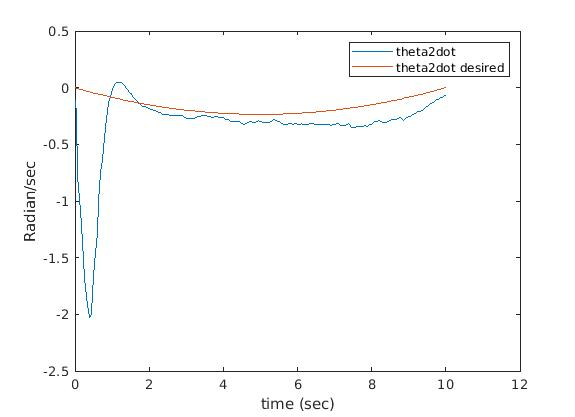 0.5
theta2dot
theta2dot desired
0
-0.5
-1
-1.5
-2
-2.5
Radian/sec
0 2 4 6 8 10 12
time (sec)